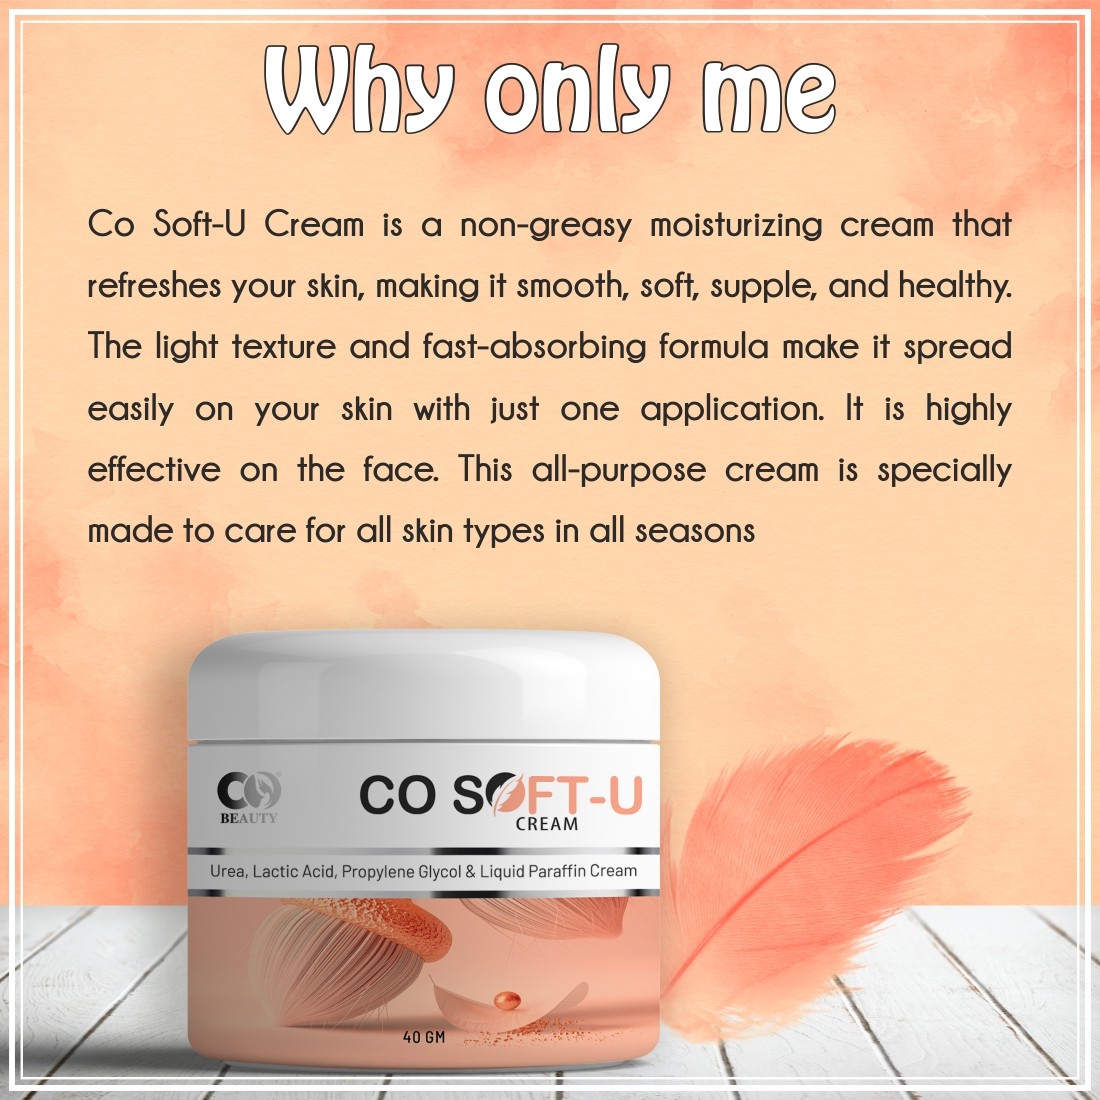 Why only me
Co Soft-U Cream is a non-greasy moisturizing cream that
refreshes your skin, making it smooth, soft, supple, and healthy.
The light texture and fast-absorbing formula make it spread
easily on your skin with just one application. It is highly
effective on the face. This all-purpose cream is specially
made to care for all skin types in all seasons
CO
BEAUTY
CO SOFT-U
CREAM
Urea, Lactic Acid, Propylene Glycol & Liquid Paraffin Cream
40 GM